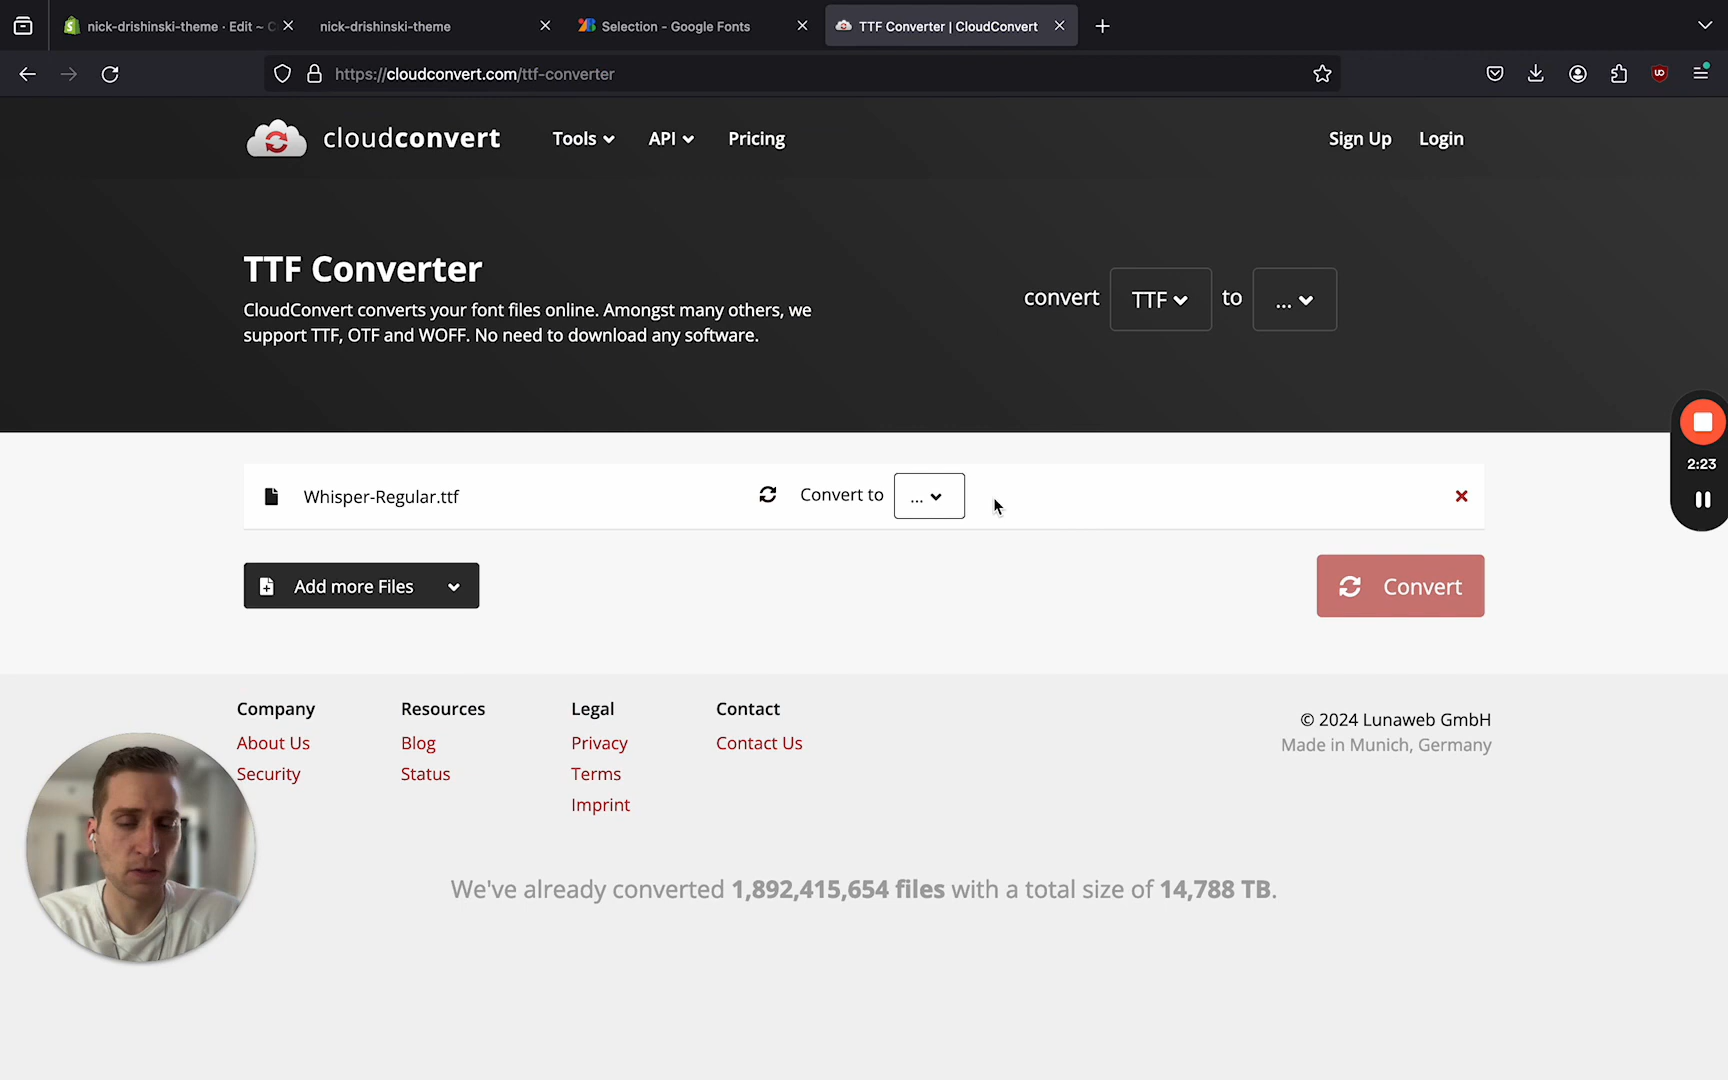 nick-drishinski-theme · Edit ~ C
nick-drishinski-theme
Selection - Google Fonts
TTF Converter | CloudConvert
https://cloudconvert.com/ttf-converter
cloudconvert
Tools
API
Pricing
Sign Up
Login
TTF Converter
CloudConvert converts your font files online. Amongst many others, we
support TTF, OTF and WOFF. No need to download any software.
convert TTF to ...
2:23
Whisper-Regular.ttf
Convert to ...
Add more Files
Convert
Company
Resources
Legal
Contact
About Us
Blog
Privacy
Contact Us
Security
Status
Terms
Imprint
© 2024 Lunaweb GmbH
Made in Munich, Germany
We've already converted 1,892,415,654 files with a total size of 14,788 TB.